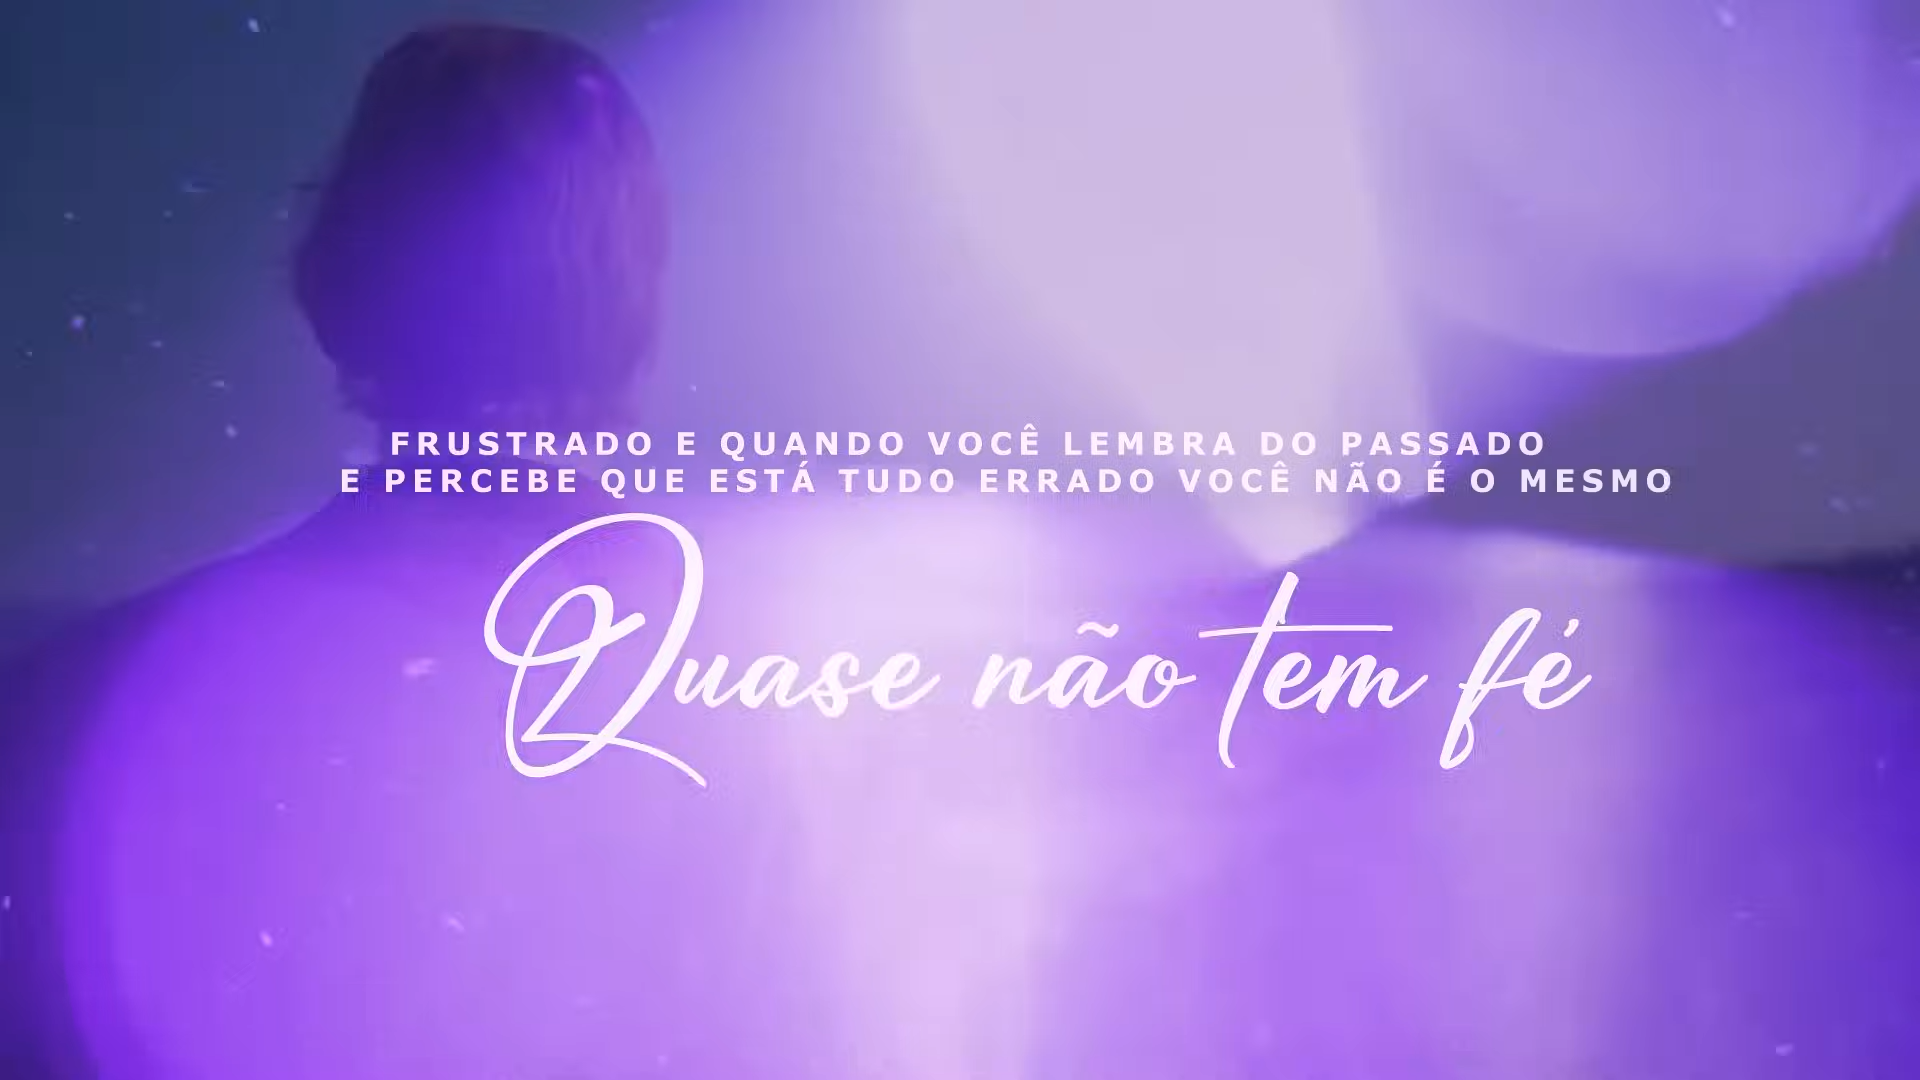 FRUSTRADO E QUANDO VOCÊ LEMBRA DO PASSADO
E PERCEBE QUE ESTÁ TUDO ERRADO VOCÊ NÃO É O MESMO
Quase não tem fé